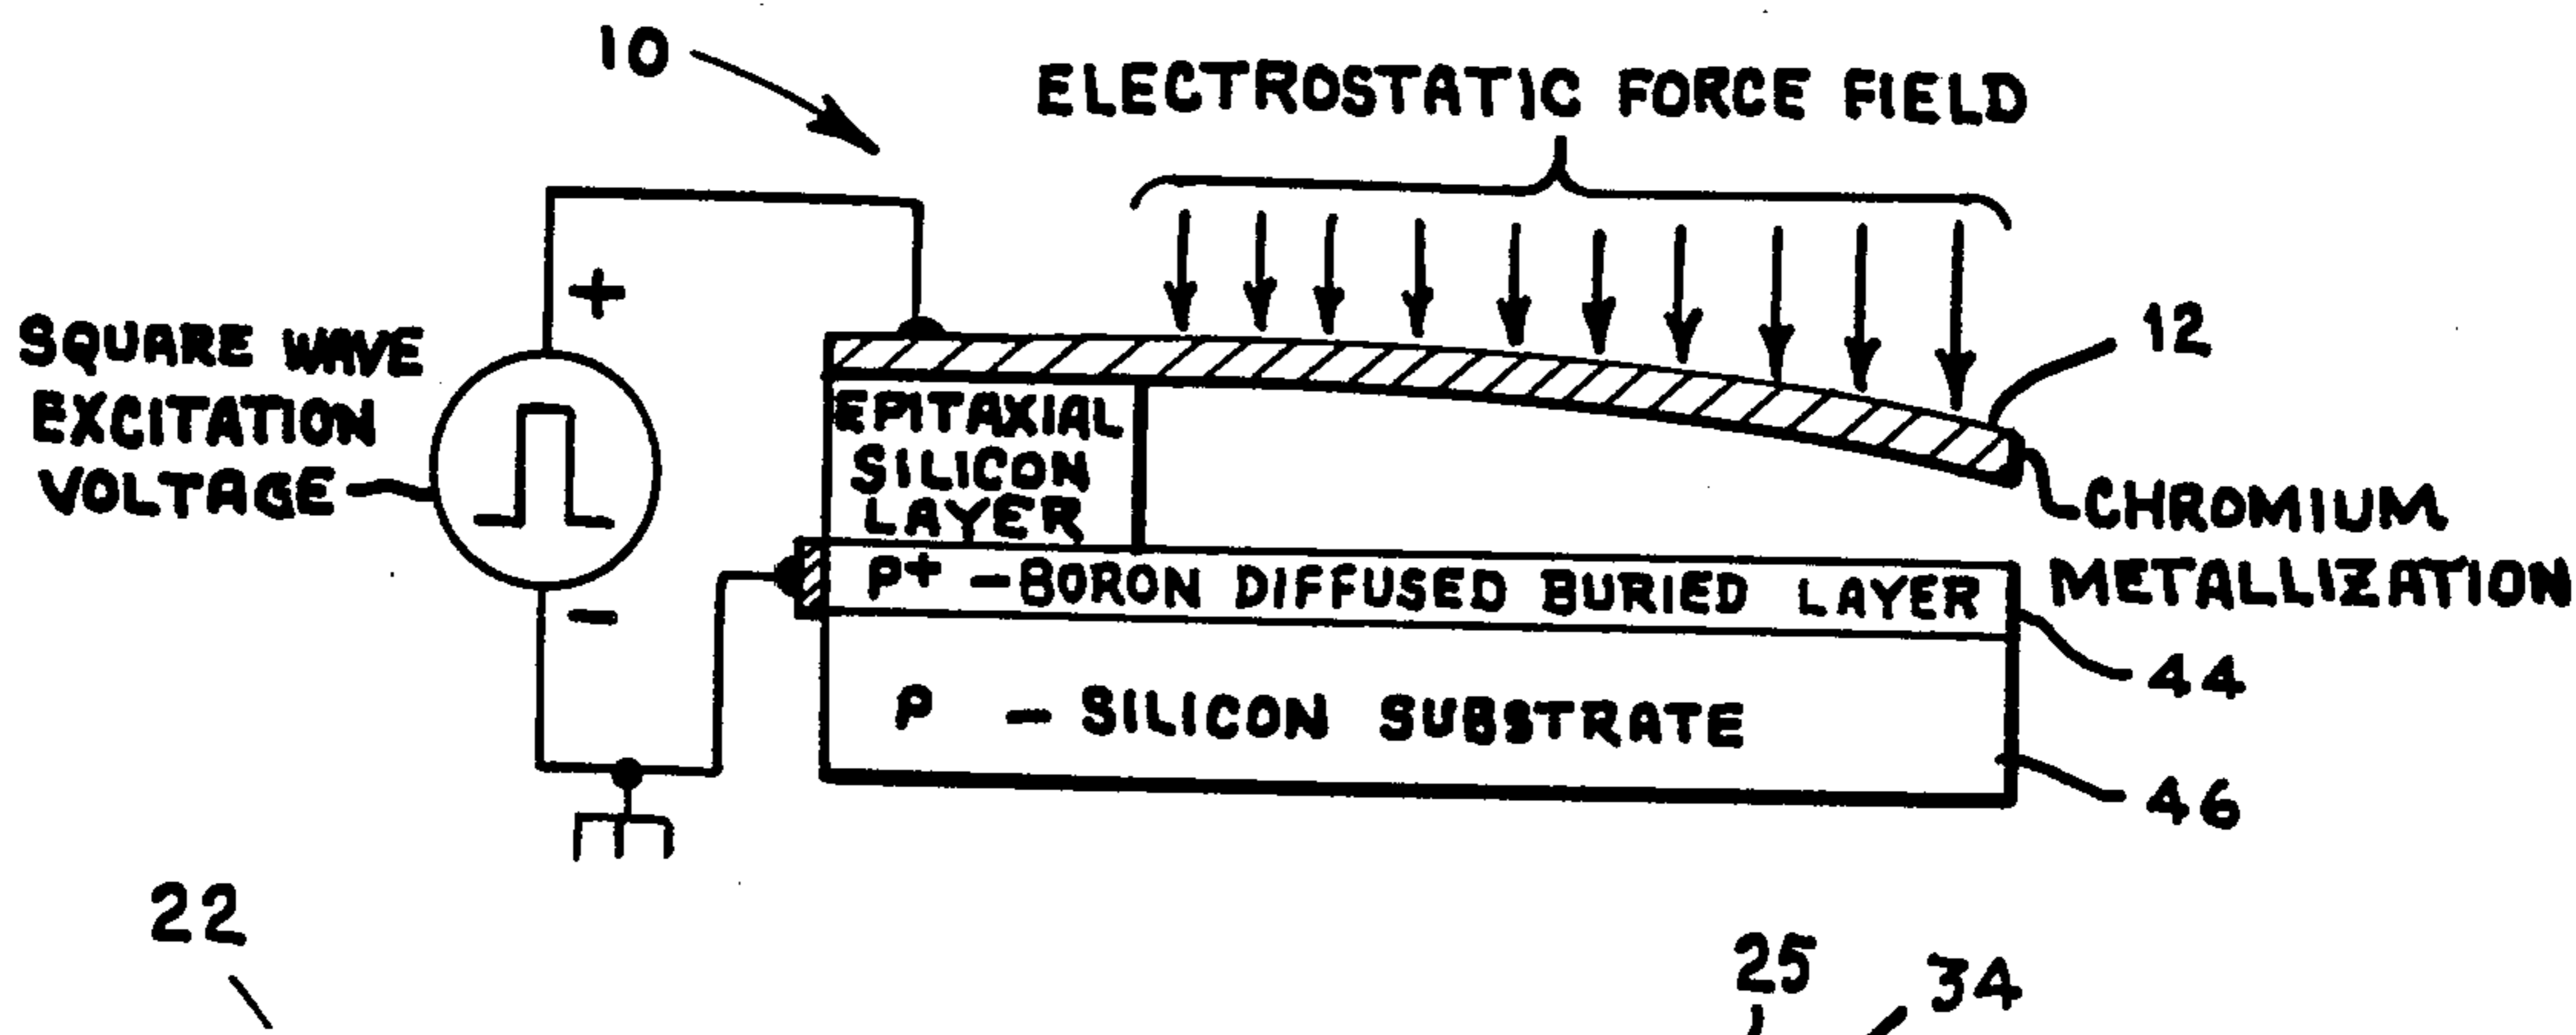 10
ELECTROSTATIC FORCE FIELD
+
SQUARE WAVE
EXCITATION
VOLTAGE
12
EPITAXIAL
SILICON
LAYER
CHROMIUM
METALLIZATION
P+ - BORON DIFFUSED BURIED LAYER
-
44
P - SILICON SUBSTRATE
46
22
25
34